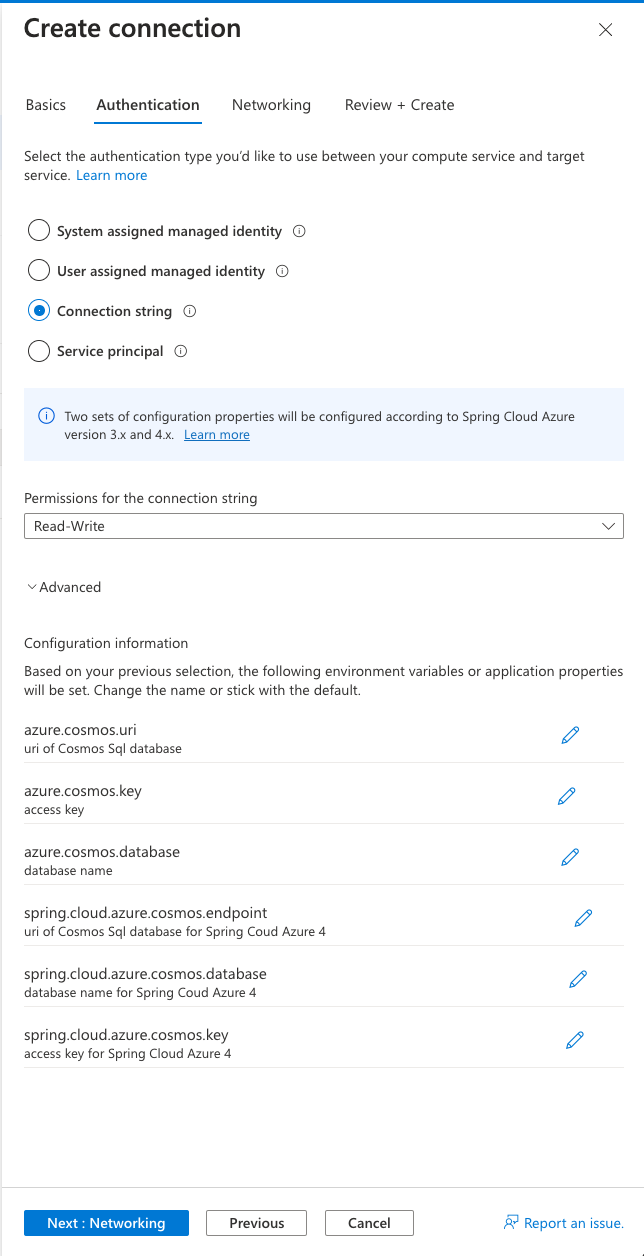 Create connection
Basics
Authentication
Networking
Review + Create
Select the authentication type you'd like to use between your compute service and target
service. Learn more
System assigned managed identity
User assigned managed identity
Connection string
Service principal
Two sets of configuration properties will be configured according to Spring Cloud Azure
version 3.x and 4.x. Learn more
Permissions for the connection string
Read-Write
Advanced
Configuration information
Based on your previous selection, the following environment variables or application properties
will be set. Change the name or stick with the default.
azure.cosmos.uri
uri of Cosmos Sql database
azure.cosmos.key
access key
azure.cosmos.database
database name
spring.cloud.azure.cosmos.endpoint
uri of Cosmos Sql database for Spring Coud Azure 4
spring.cloud.azure.cosmos.database
database name for Spring Coud Azure 4
spring.cloud.azure.cosmos.key
access key for Spring Cloud Azure 4
Next : Networking
Previous
Cancel
Report an issue.